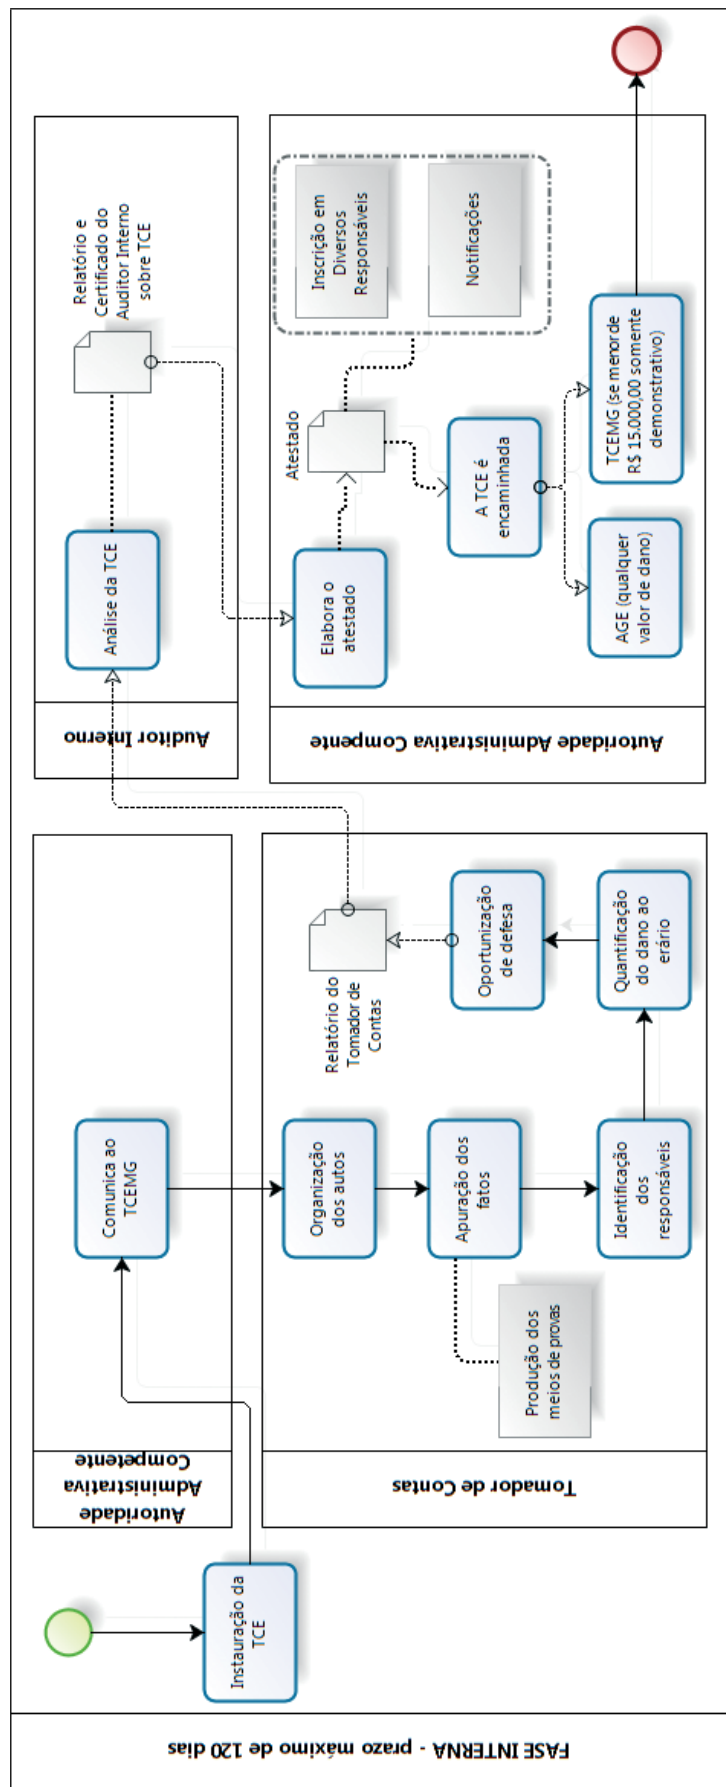 FASE INTERNA - prazo máximo de 120 dias
Instauração da
TCE
Autoridade
Administrativa
Competente
Comunica ao
TCEMG
Tomador de Contas
Organização
dos autos
Apuração dos
fatos
Produção dos
meios de provas
Identificação
dos
responsáveis
Quantificação
do dano ao
erário
Oportunização
de defesa
Relatório do
Tomador de
Contas
Auditor Interno
Análise da TCE
Relatório e
Certificado do
Auditor Interno
sobre TCE
Autoridade Administrativa Compente
Elabora o
atestado
Atestado
Inscrição em
Diversos
Responsáveis
Notificações
A TCE é
encaminhada
AGE (qualquer
valor de dano)
TCEMG (se menor de
R$ 15.000,00 somente
demonstrativo)